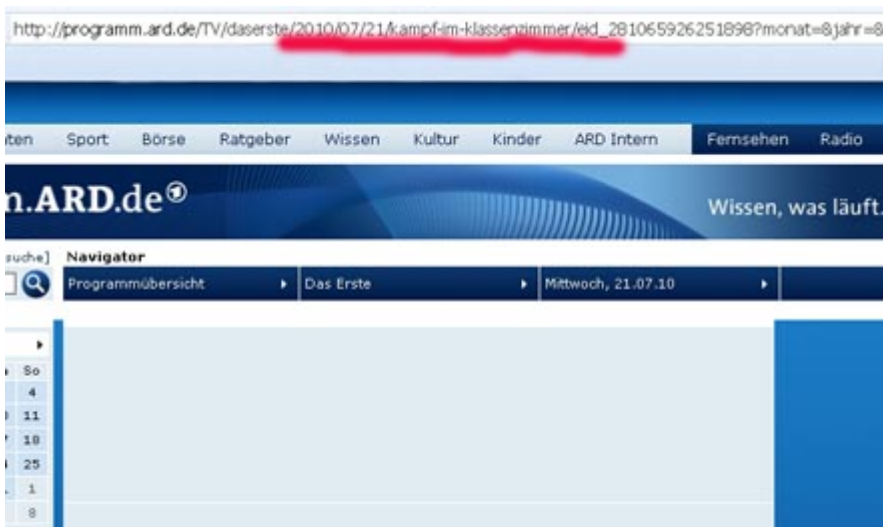 http://programm.ard.de/TV/daserste/2010/07/21/kampf-im-klassenzimmer/eid_281065926251898?monat=&jahr=8
ten Sport Börse Ratgeber Wissen Kultur Kinder ARD Intern Fernsehen Radio
m.ARD.de
Wissen, was läuft.
suche] Navigator
Programmübersicht Das Erste Mittwoch, 21.07.10
So
4
11
18
25
1
8